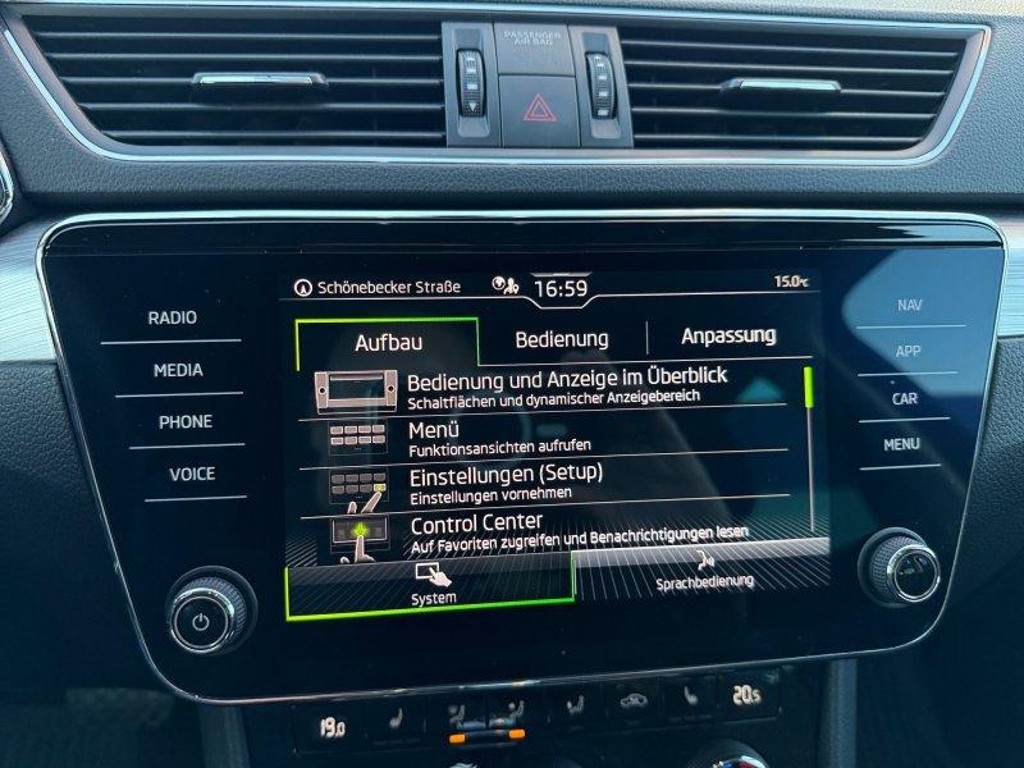 PASSENGER
AIR BAG
Schönebecker Straße
16:59
15.0°C
RADIO
MEDIA
PHONE
VOICE
Aufbau
Bedienung
Anpassung
Bedienung und Anzeige im Überblick
Schaltflächen und dynamischer Anzeigebereich
Menü
Funktionsansichten aufrufen
Einstellungen (Setup)
Einstellungen vornehmen
Control Center
Auf Favoriten zugreifen und Benachrichtigungen lesen
System
Sprachbedienung
NAV
APP
CAR
MENU
19.0
20.5